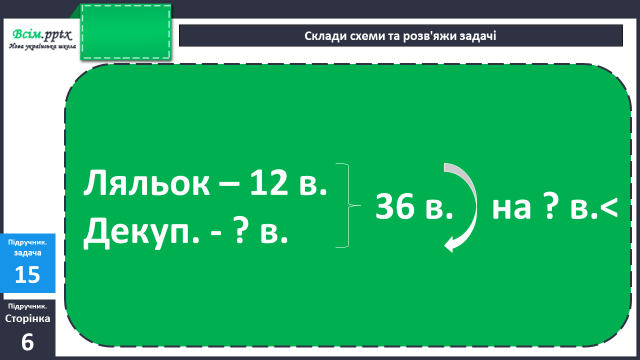 Всім.pptx
Нова українська школа
Склади схеми та розв'яжи задачі
Ляльок – 12 в.
Декуп. - ? в.
36 в.
на ? в.<
Підручник.
задача
15
Підручник.
Сторінка
6